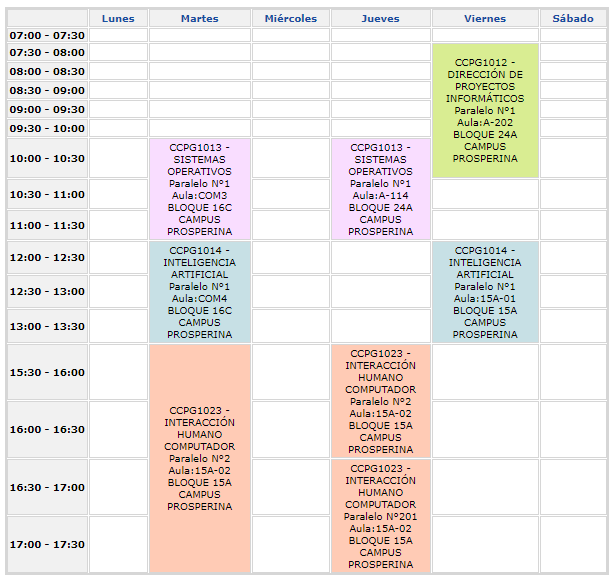 Lunes Martes Miércoles Jueves Viernes Sábado
07:00 - 07:30
07:30 - 08:00
08:00 - 08:30
08:30 - 09:00
09:00 - 09:30
09:30 - 10:00
CCPG1012 -
DIRECCIÓN DE
PROYECTOS
INFORMÁTICOS
Paralelo Nº1
Aula:A-202
BLOQUE 24A
CAMPUS
PROSPERINA
10:00 - 10:30
10:30 - 11:00
11:00 - 11:30
CCPG1013 -
SISTEMAS
OPERATIVOS
Paralelo Nº1
Aula:COM3
BLOQUE 16C
CAMPUS
PROSPERINA
CCPG1013 -
SISTEMAS
OPERATIVOS
Paralelo Nº1
Aula:A-114
BLOQUE 24A
CAMPUS
PROSPERINA
12:00 - 12:30
12:30 - 13:00
13:00 - 13:30
CCPG1014 -
INTELIGENCIA
ARTIFICIAL
Paralelo Nº1
Aula:COM4
BLOQUE 16C
CAMPUS
PROSPERINA
CCPG1014 -
INTELIGENCIA
ARTIFICIAL
Paralelo Nº1
Aula:15A-01
BLOQUE 15A
CAMPUS
PROSPERINA
15:30 - 16:00
16:00 - 16:30
16:30 - 17:00
17:00 - 17:30
CCPG1023 -
INTERACCIÓN
HUMANO
COMPUTADOR
Paralelo Nº2
Aula:15A-02
BLOQUE 15A
CAMPUS
PROSPERINA
CCPG1023 -
INTERACCIÓN
HUMANO
COMPUTADOR
Paralelo Nº2
Aula:15A-02
BLOQUE 15A
CAMPUS
PROSPERINA
CCPG1023 -
INTERACCIÓN
HUMANO
COMPUTADOR
Paralelo Nº201
Aula:15A-02
BLOQUE 15A
CAMPUS
PROSPERINA